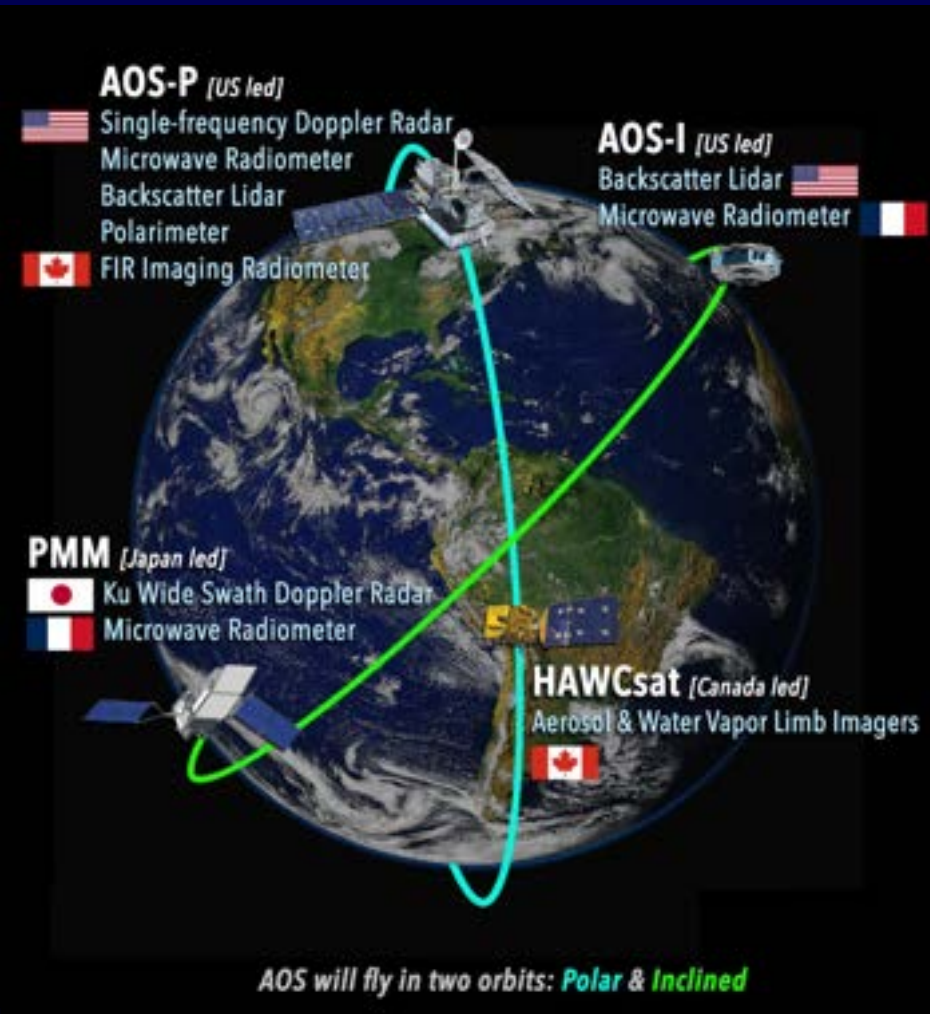 AOS-P [US led]
Single-frequency Doppler Radar
Microwave Radiometer
Backscatter Lidar
Polarimeter
FIR Imaging Radiometer
AOS-I [US led]
Backscatter Lidar
Microwave Radiometer
PMM [Japan led]
Ku Wide Swath Doppler Radar
Microwave Radiometer
HAWCsat [Canada led]
Aerosol & Water Vapor Limb Imagers
AOS will fly in two orbits: Polar & Inclined